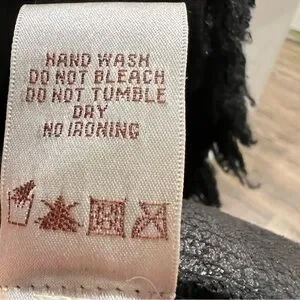 HAND WASH
DO NOT BLEACH
DO NOT TUMBLE
DRY
NO IRONING